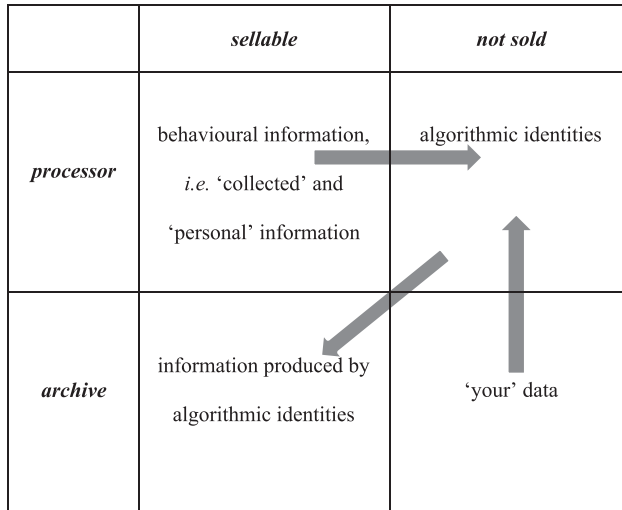 sellable
not sold
processor
behavioural information,
i.e. ‘collected’ and
‘personal’ information
algorithmic identities
archive
information produced by
algorithmic identities
‘your’ data